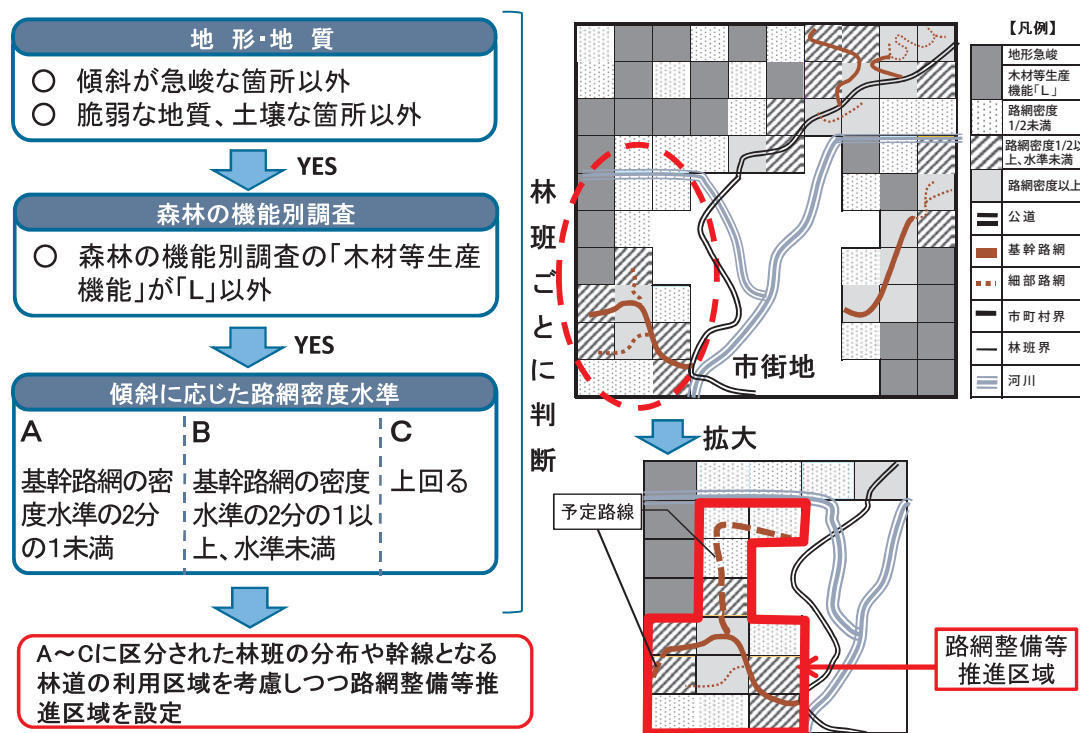 地 形・地 質
○ 傾斜が急峻な箇所以外
○ 脆弱な地質、土壌な箇所以外
YES
森林の機能別調査
○ 森林の機能別調査の「木材等生産
機能」が「L」以外
YES
傾斜に応じた路網密度水準
A
基幹路網の密
度水準の2分
の1未満
B
基幹路網の密度
水準の2分の1以
上、水準未満
C
上回る
A～Cに区分された林班の分布や幹線となる
林道の利用区域を考慮しつつ路網整備等推
進区域を設定
林班ごとに判断
市街地
【凡例】
地形急峻
木材等生産
機能「L」
路網密度
1/2未満
路網密度1/2以
上、水準未満
路網密度以上
公道
基幹路網
細部路網
市町村界
林班界
河川
拡大
予定路線
路網整備等
推進区域